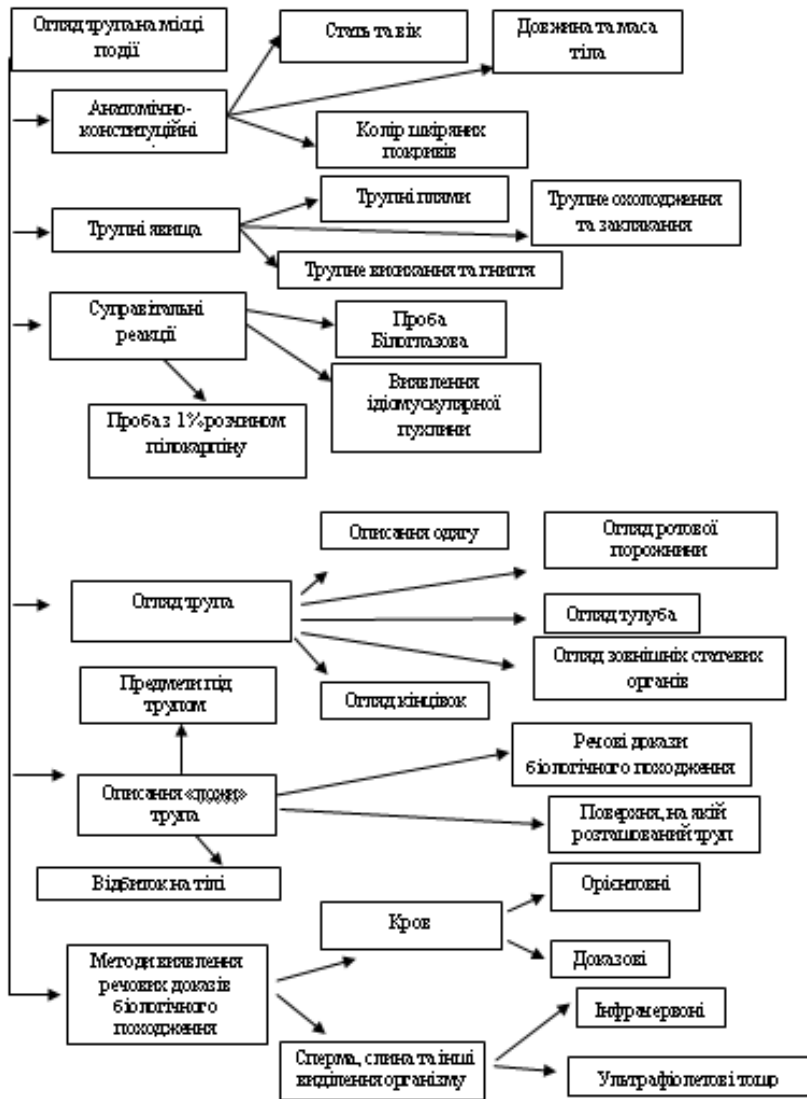 Огляд трупа на місці
події
Стать та вік
Довжина та маса
тіла
Анатомічно-
конституційні
Колір шкіряних
покривів
Трупні явища
Трупні плями
Трупне охолодження
та заклякання
Трупне висихання та гниття
Суправітальні
реакції
Проба
Білоглазова
Виявлення
ідіомускулярної
пухлини
Проба з 1% розчином
пілокарпіну
Огляд трупа
Описання одягу
Огляд ротової
порожнини
Огляд тулуба
Огляд зовнішніх статевих
органів
Огляд кінцівок
Предмети під
трупом
Описання «ложи»
трупа
Речові докази
біологічного походження
Поверхня, на якій
розташований труп
Відбиток на тілі
Методи виявлення
речових доказів
біологічного
походження
Кров
Орієнтовні
Доказові
Сперма, слина та інші
виділення організму
Інфрачервоні
Ультрафіолетові тощо